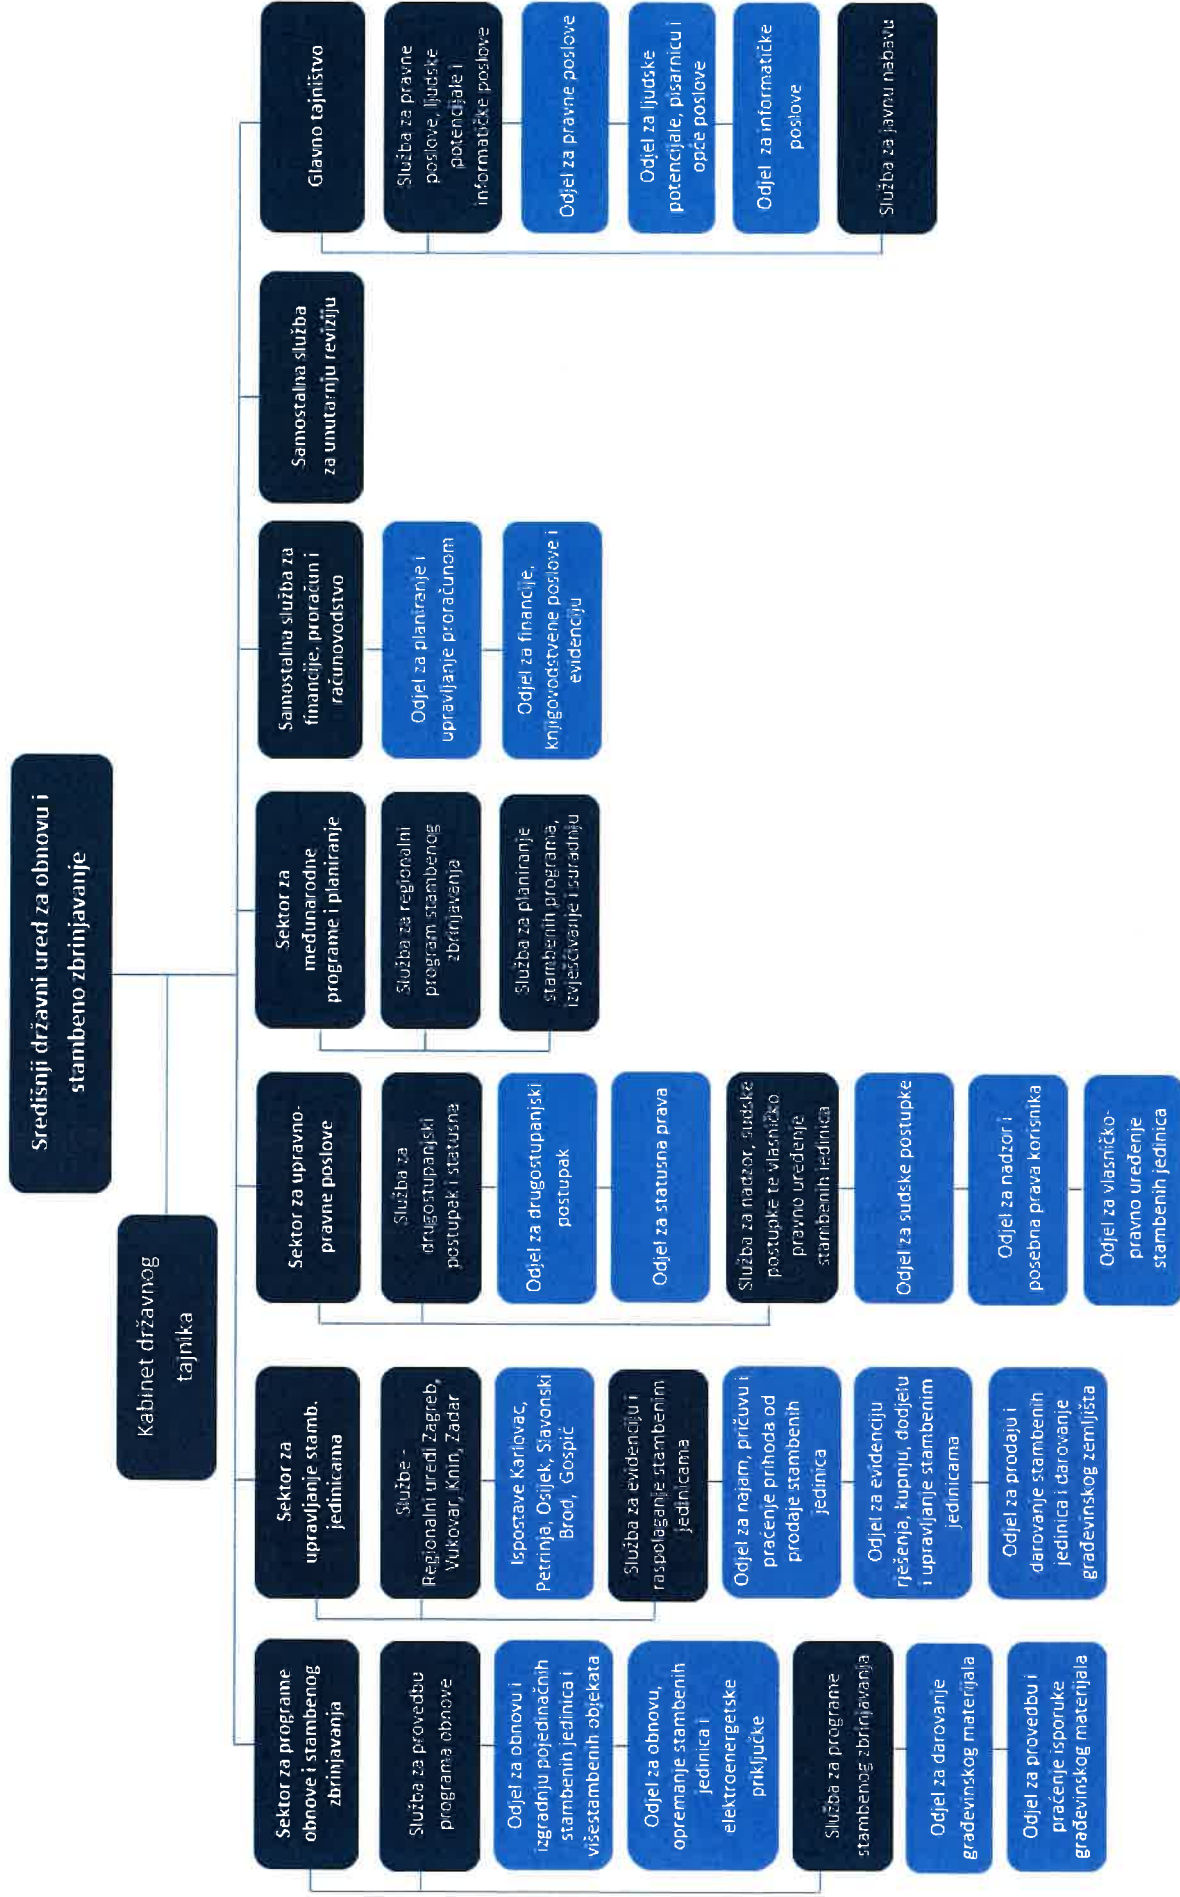 Središnji državni ured za obnovu i
stambeno zbrinjavanje
Kabinet državnog
tajnika
Sektor za programe
obnove i stambenog
zbrinjavanja
Služba za provedbu
programa obnove
Odjel za obnovu i
izgradnju pojedinačnih
stambenih jedinica i
višestambenih objekata
Odjel za obnovu,
opremanje stambenih
jedinica i
elektroenergetske
priključke
Služba za programe
stambenog zbrinjavanja
Odjel za darovanje
građevinskog materijala
Odjel za provedbu i
praćenje isporuke
građevinskog materijala
Sektor za
upravljanje stamb.
jedinicama
Službe -
Regionalni uredi Zagreb,
Vukovar, Knin, Zadar
Ispostave Karlovac,
Petrinja, Osijek, Slavonski
Brod, Gospić
Služba za evidenciju i
raspolaganje stambenim
jedinicama
Odjel za najam, pričuvu i
praćenje prihoda od
prodaje stambenih
jedinica
Odjel za evidenciju
rješenja, kupnju, dodjelu
i upravljanje stambenim
jedinicama
Odjel za prodaju i
darovanje stambenih
jedinica i darovanje
građevinskog zemljišta
Sektor za upravno-
pravne poslove
Služba za
drugostupanjski
postupak i statusna
Odjel za drugostupanjski
postupak
Odjel za statusna prava
Služba za nadzor, sudske
postupke te vlasničko
pravno uređenje
stambenih jedinica
Odjel za sudske postupke
Odjel za nadzor i
posebna prava korisnika
Odjel za vlasničko-
pravno uređenje
stambenih jedinica
Sektor za
međunarodne
programe i planiranje
Služba za regionalni
program stambenog
zbrinjavanja
Služba za planiranje
stambenih programa,
izvješćivanje i suradnju
Samostalna služba za
financije, proračun i
računovodstvo
Odjel za planiranje i
upravljanje proračunom
Odjel za financije,
knjigovodstvene poslove i
evidenciju
Samostalna služba
za unutarnju reviziju
Glavno tajništvo
Služba za pravne
poslove, ljudske
potencijale i
informatičke poslove
Odjel za pravne poslove
Odjel za ljudske
potencijale, pisarnicu i
opće poslove
Odjel za informatičke
poslove
Služba za javnu nabavu